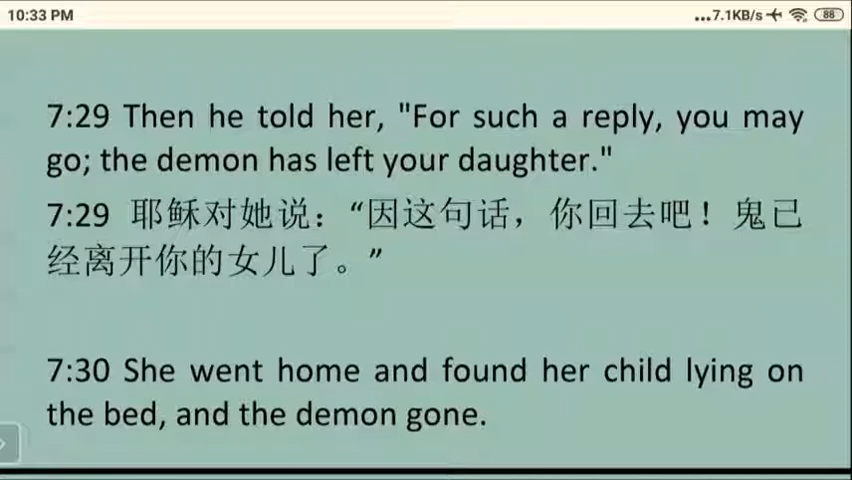 10:33 PM ...7.1KB/s 88
7:29 Then he told her, "For such a reply, you may
go; the demon has left your daughter."
7:29 耶稣对她说：“因这句话，你回去吧！鬼已
经离开你的女儿了。”
7:30 She went home and found her child lying on
the bed, and the demon gone.